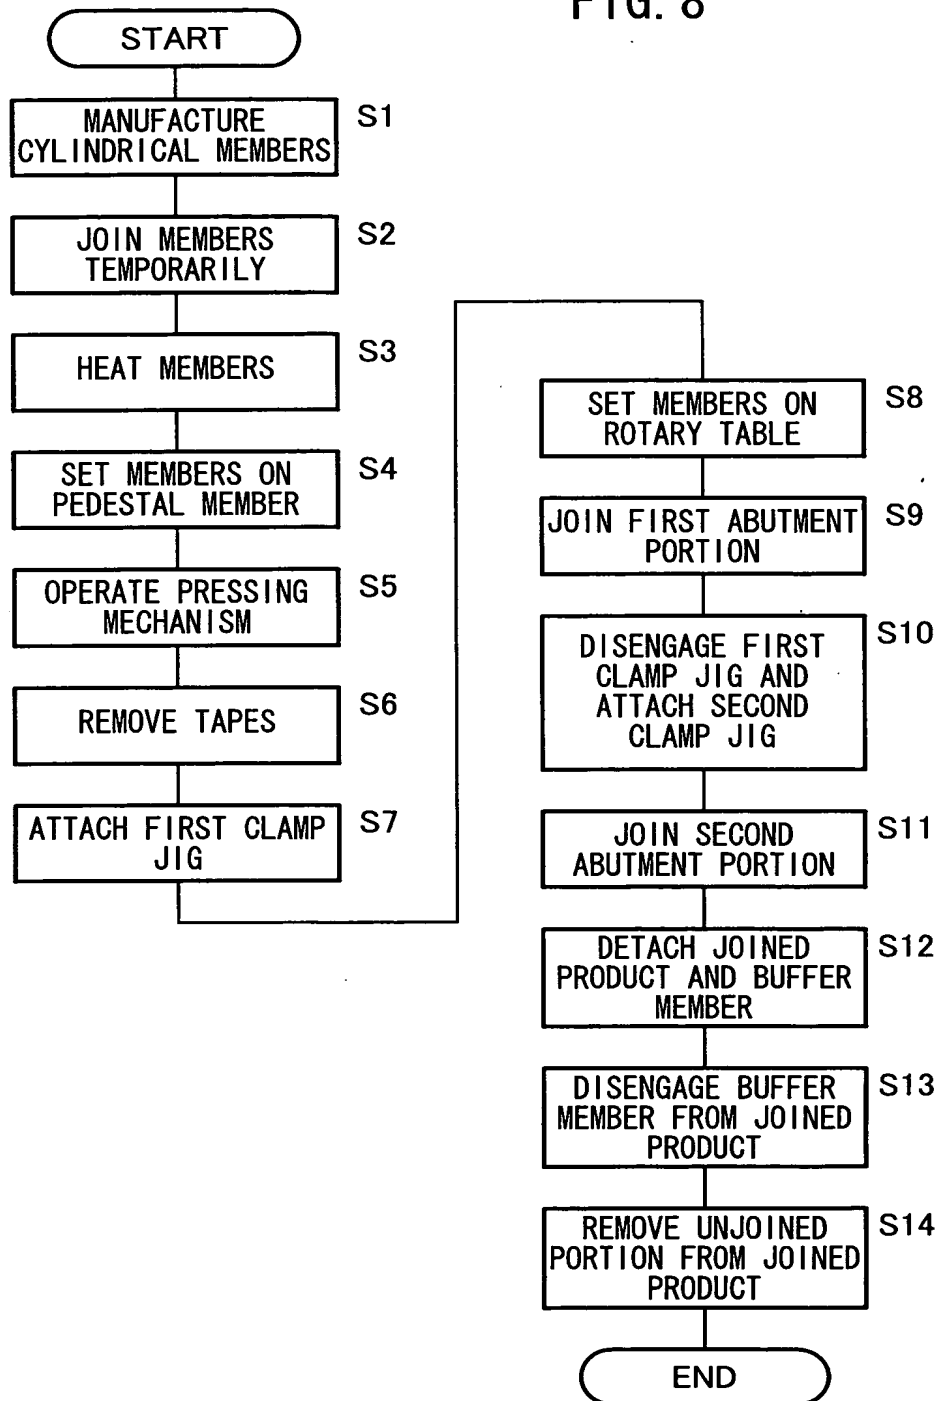 FIG. 8
START
MANUFACTURE
CYLINDRICAL MEMBERS
S1
JOIN MEMBERS
TEMPORARILY
S2
HEAT MEMBERS
S3
SET MEMBERS ON
PEDESTAL MEMBER
S4
OPERATE PRESSING
MECHANISM
S5
REMOVE TAPES
S6
ATTACH FIRST CLAMP
JIG
S7
SET MEMBERS ON
ROTARY TABLE
S8
JOIN FIRST ABUTMENT
PORTION
S9
DISENGAGE FIRST
CLAMP JIG AND
ATTACH SECOND
CLAMP JIG
S10
JOIN SECOND
ABUTMENT PORTION
S11
DETACH JOINED
PRODUCT AND BUFFER
MEMBER
S12
DISENGAGE BUFFER
MEMBER FROM JOINED
PRODUCT
S13
REMOVE UNJOINED
PORTION FROM JOINED
PRODUCT
S14
END